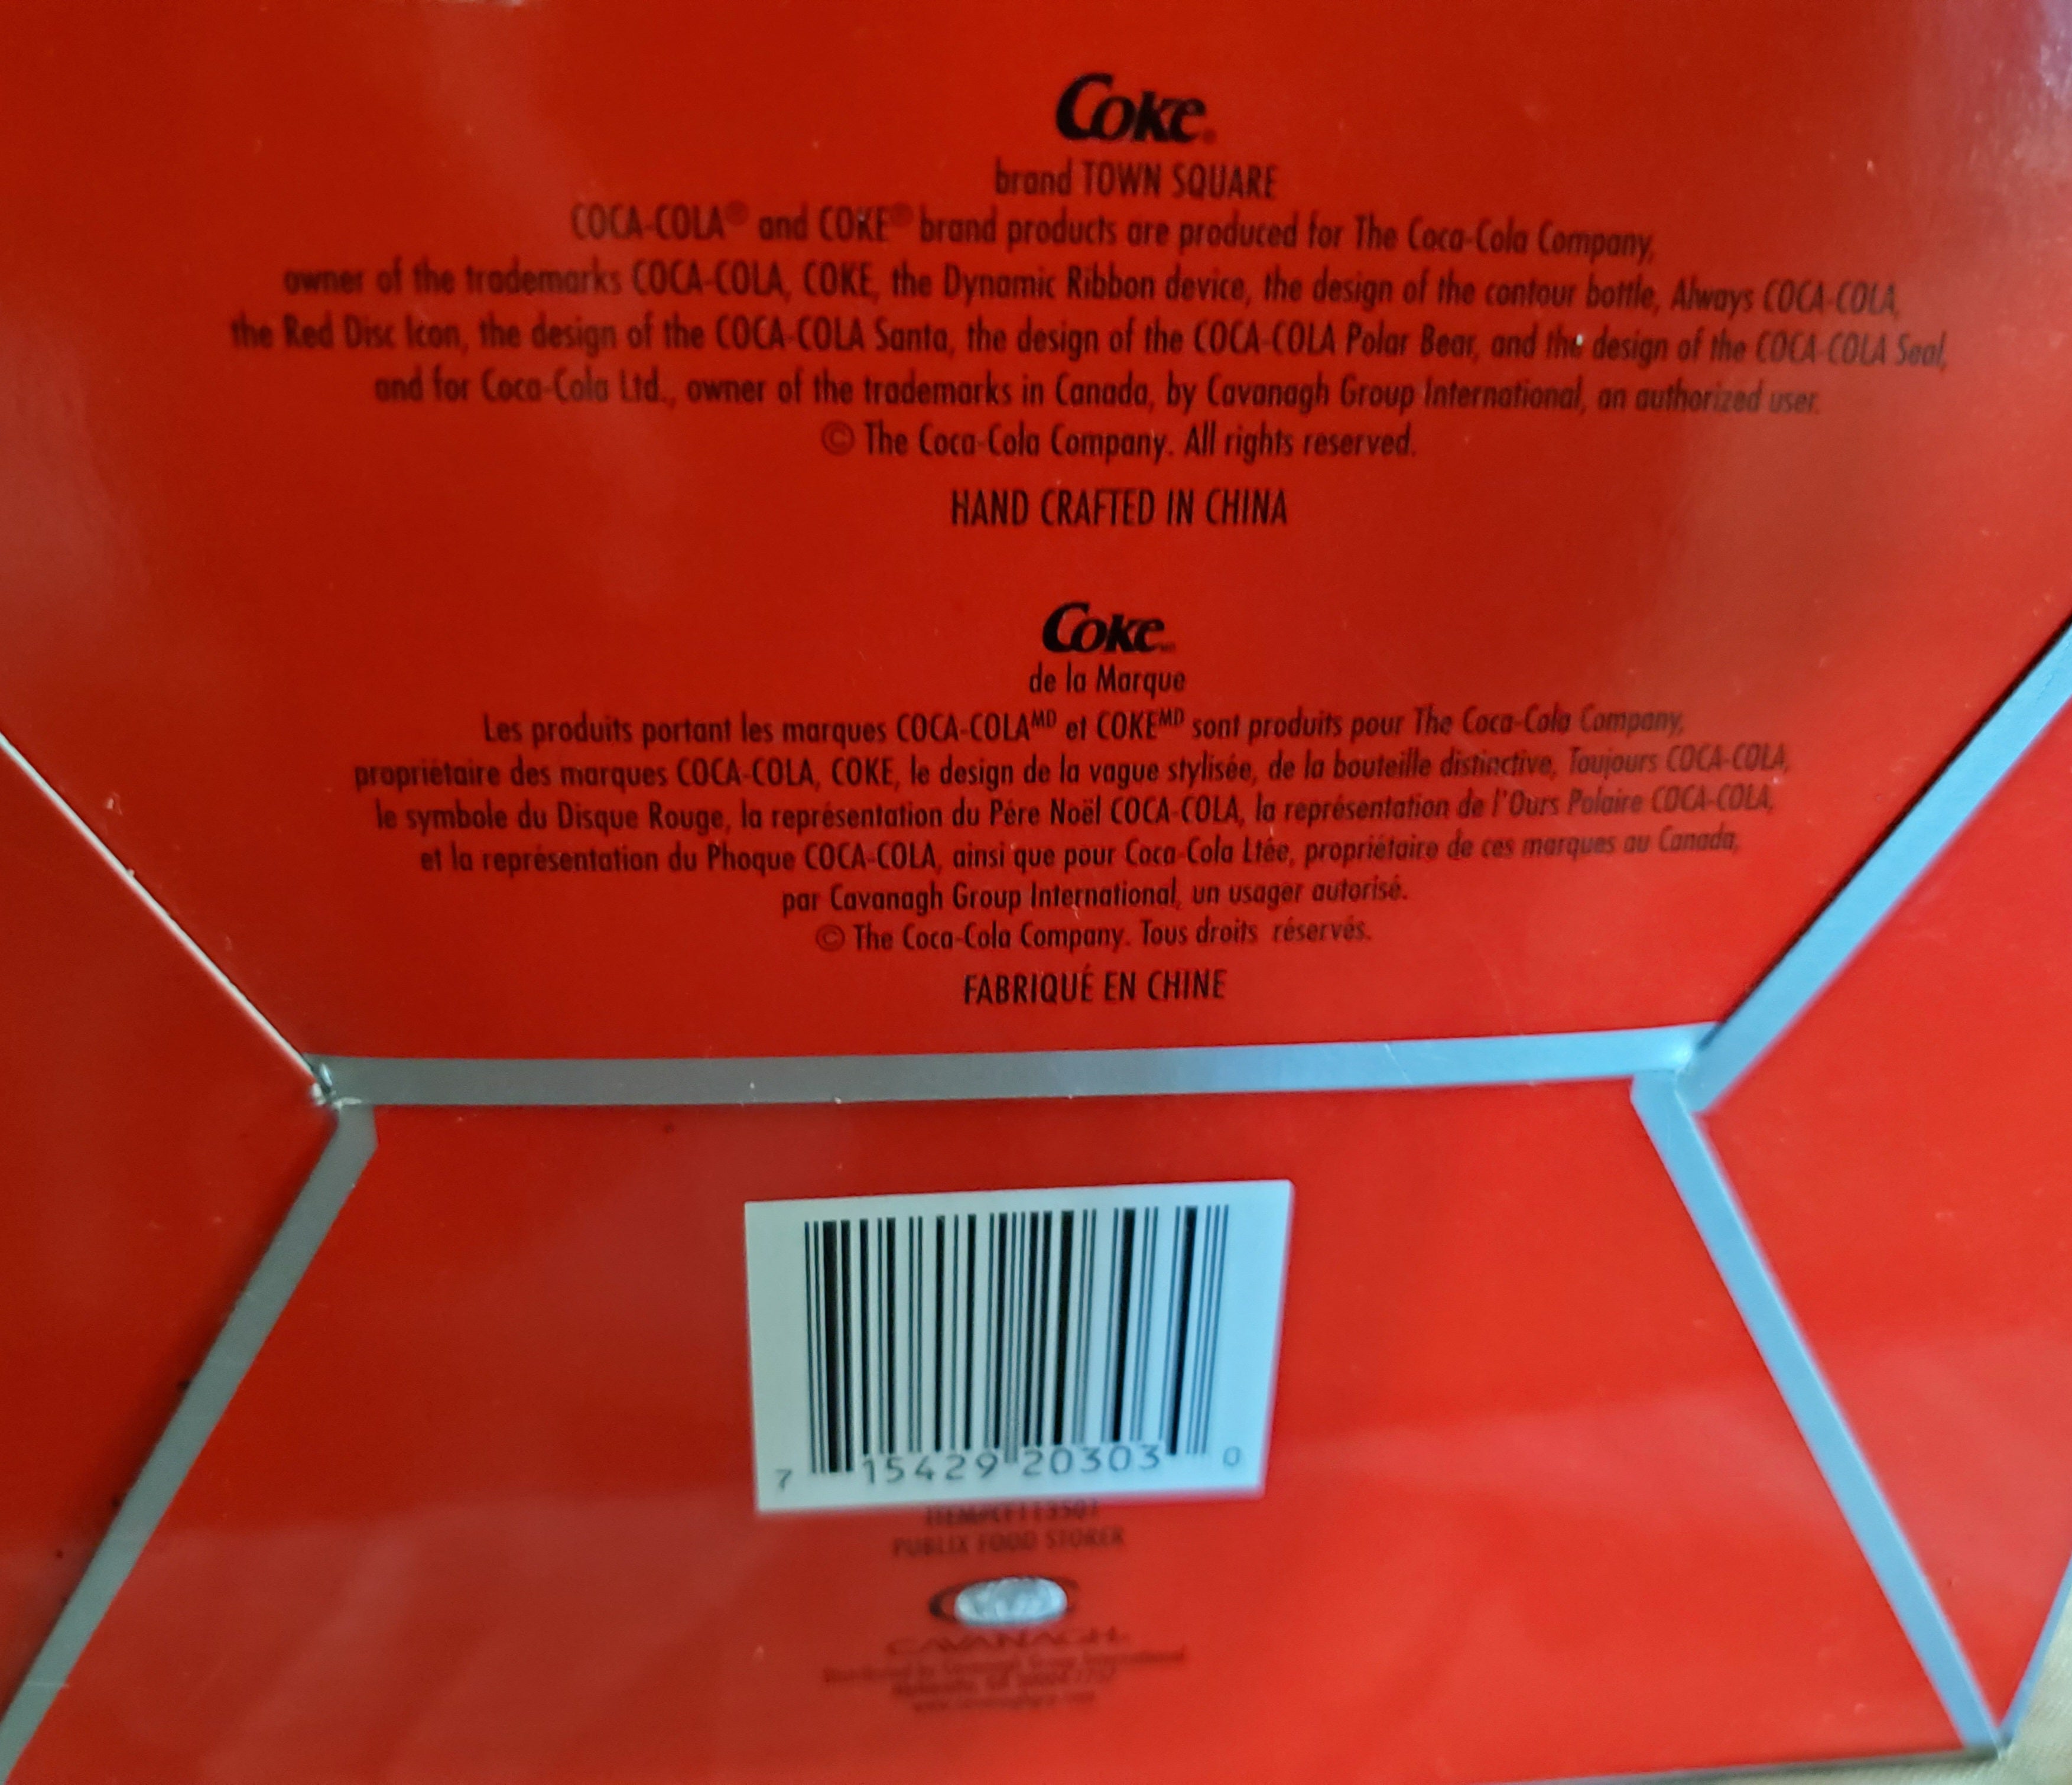 Coke®
brand TOWN SQUARE
COCA-COLA® and COKE® brand products are produced for The Coca-Cola Company,
owner of the trademarks COCA-COLA, COKE, the Dynamic Ribbon device, the design of the contour bottle, Always COCA-COLA,
the Red Disc Icon, the design of the COCA-COLA Santa, the design of the COCA-COLA Polar Bear, and the design of the COCA-COLA Seal,
and for Coca-Cola Ltd., owner of the trademarks in Canada, by Cavanagh Group International, an authorized user.
© The Coca-Cola Company. All rights reserved.
HAND CRAFTED IN CHINA
Coke
de la Marque
Les produits portant les marques COCA-COLAMD et COKEMD sont produits pour The Coca-Cola Company,
propriétaire des marques COCA-COLA, COKE, le design de la vague stylisée, de la bouteille distinctive, Toujours COCA-COLA,
le symbole du Disque Rouge, la représentation du Père Noël COCA-COLA, la représentation de l'Ours Polaire COCA-COLA,
et la représentation du Phoque COCA-COLA, ainsi que pour Coca-Cola Ltée, propriétaire de ces marques au Canada,
par Cavanagh Group International, un usager autorisé.
© The Coca-Cola Company. Tous droits réservés.
FABRIQUÉ EN CHINE
7 15429 20303 0
PUBLIX FOOD STORER
CAVANAGH
Distributed by Cavanagh Group International